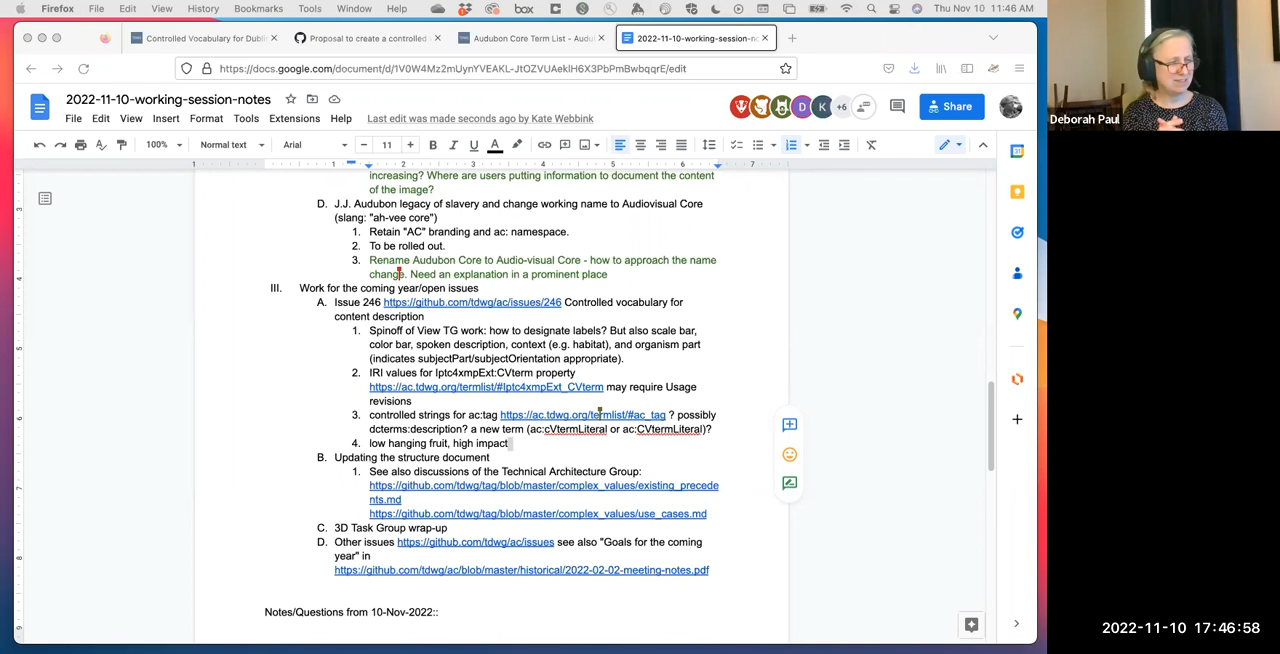 Firefox File Edit View History Bookmarks Tools Window Help box Thu Nov 10 11:46 AM
Controlled Vocabulary for Dubli
Proposal to create a controlled
Audubon Core Term List - Audu
2022-11-10-working-session-no
https://docs.google.com/document/d/1V0W4Mz2mUynYVEAKL-JtOZVUAeklH6X3PbPmBwbqqrE/edit
2022-11-10-working-session-notes
File Edit View Insert Format Tools Extensions Help Last edit was made seconds ago by Kate Webbink
D K +6 Share
100% Normal text Arial 11 B I U A
1 1 2 3 4 5 6 7
increasing? Where are users putting information to document the content
of the image?
D. J.J. Audubon legacy of slavery and change working name to Audiovisual Core
(slang: "ah-vee core")
1. Retain "AC" branding and ac: namespace.
2. To be rolled out.
3. Rename Audubon Core to Audio-visual Core - how to approach the name
change. Need an explanation in a prominent place
III. Work for the coming year/open issues
A. Issue 246 https://github.com/tdwg/ac/issues/246 Controlled vocabulary for
content description
1. Spinoff of View TG work: how to designate labels? But also scale bar,
color bar, spoken description, context (e.g. habitat), and organism part
(indicates subjectPart/subjectOrientation appropriate).
2. IRI values for Iptc4xmpExt:CVterm property
https://ac.tdwg.org/termlist/#Iptc4xmpExt_CVterm may require Usage
revisions
3. controlled strings for ac:tag https://ac.tdwg.org/termlist/#ac_tag ? possibly
dcterms:description? a new term (ac:cVtermLiteral or ac:CVtermLiteral)?
4. low hanging fruit, high impact
B. Updating the structure document
1. See also discussions of the Technical Architecture Group:
https://github.com/tdwg/tag/blob/master/complex_values/existing_precede
nts.md
https://github.com/tdwg/tag/blob/master/complex_values/use_cases.md
C. 3D Task Group wrap-up
D. Other issues https://github.com/tdwg/ac/issues see also "Goals for the coming
year" in
https://github.com/tdwg/ac/blob/master/historical/2022-02-02-meeting-notes.pdf
Notes/Questions from 10-Nov-2022::
Deborah Paul
2022-11-10 17:46:58